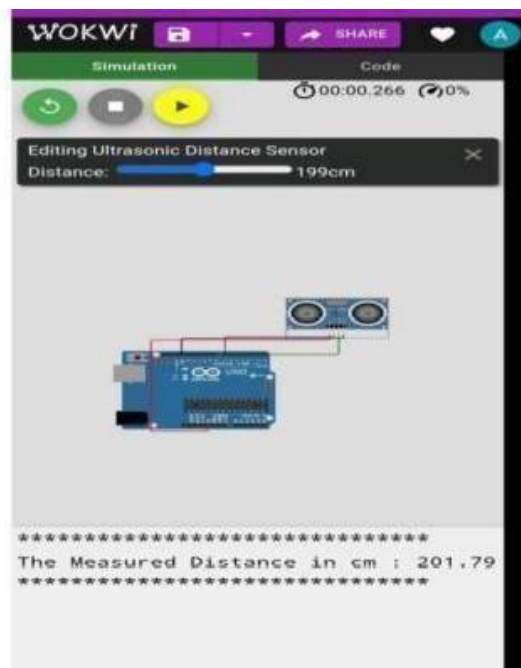 WOKWI SHARE A
Simulation Code
00:00.266 0%
Editing Ultrasonic Distance Sensor
Distance: 199cm
UNO
*******************************
The Measured Distance in cm : 201.79
*******************************